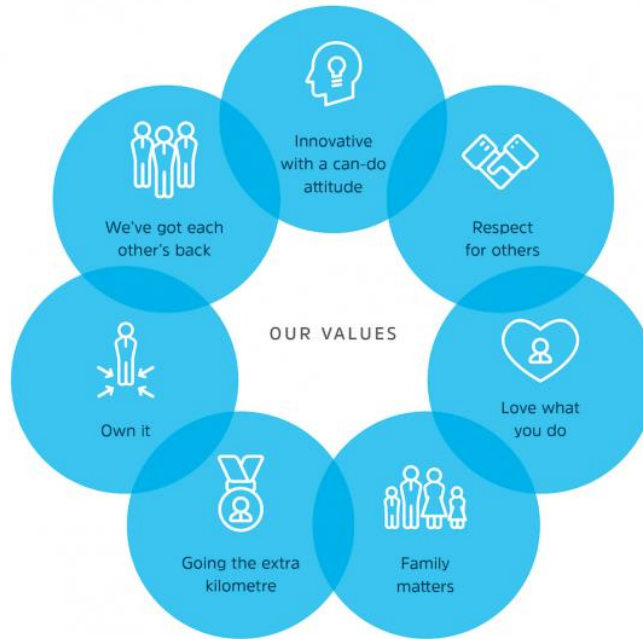 Innovative
with a can-do
attitude
Respect
for others
Love what
you do
Family
matters
Going the extra
kilometre
Own it
We've got each
other's back
OUR VALUES